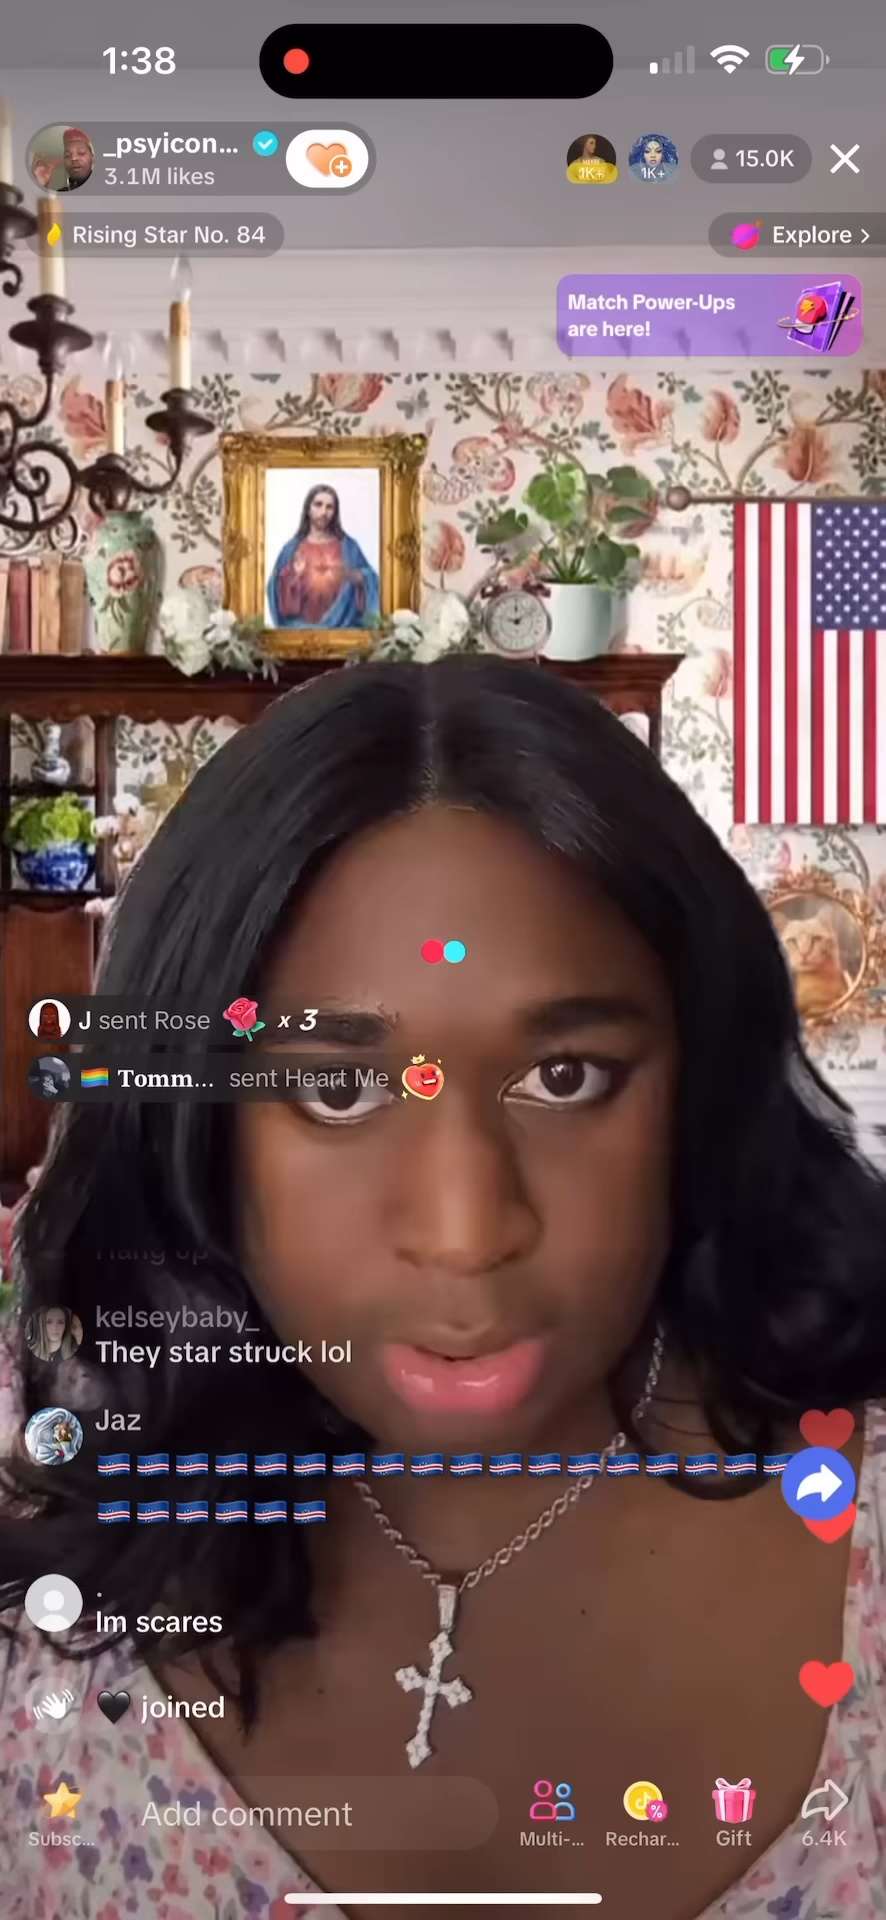 1:38
_psyicon...
3.1M likes
1K+
1K+
15.0K
Rising Star No. 84
Explore >
Match Power-Ups
are here!
J sent Rose x 3
🏳️‍🌈 Tomm... sent Heart Me
Hang up
kelseybaby_
They star struck lol
Jaz
🇨🇻🇨🇻🇨🇻🇨🇻🇨🇻🇨🇻🇨🇻🇨🇻🇨🇻🇨🇻🇨🇻🇨🇻🇨🇻🇨🇻🇨🇻🇨🇻🇨🇻🇨🇻
🇨🇻🇨🇻🇨🇻🇨🇻🇨🇻🇨🇻
.
Im scares
🖤 joined
Add comment
Subsc...
Multi-...
Rechar...
Gift
6.4K